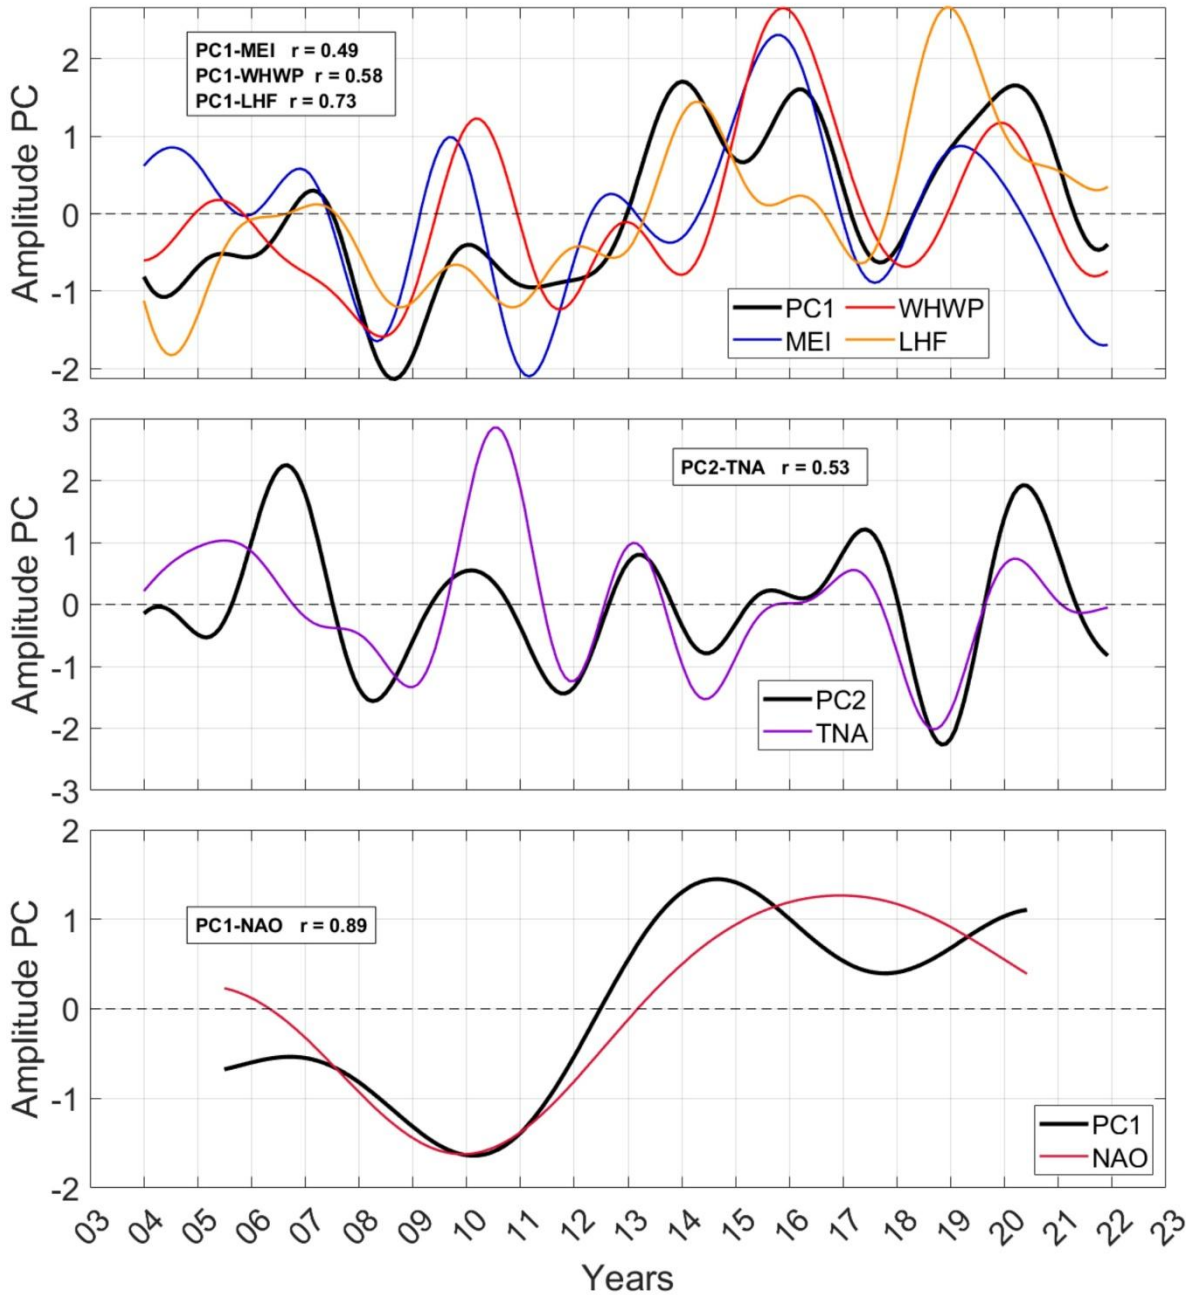 Amplitude PC
2
1
0
-1
-2
PC1-MEI r = 0.49
PC1-WHWP r = 0.58
PC1-LHF r = 0.73
PC1 WHWP
MEI LHF
Amplitude PC
3
2
1
0
-1
-2
-3
PC2-TNA r = 0.53
PC2
TNA
Amplitude PC
2
1
0
-1
-2
PC1-NAO r = 0.89
PC1
NAO
03 04 05 06 07 08 09 10 11 12 13 14 15 16 17 18 19 20 21 22 23
Years